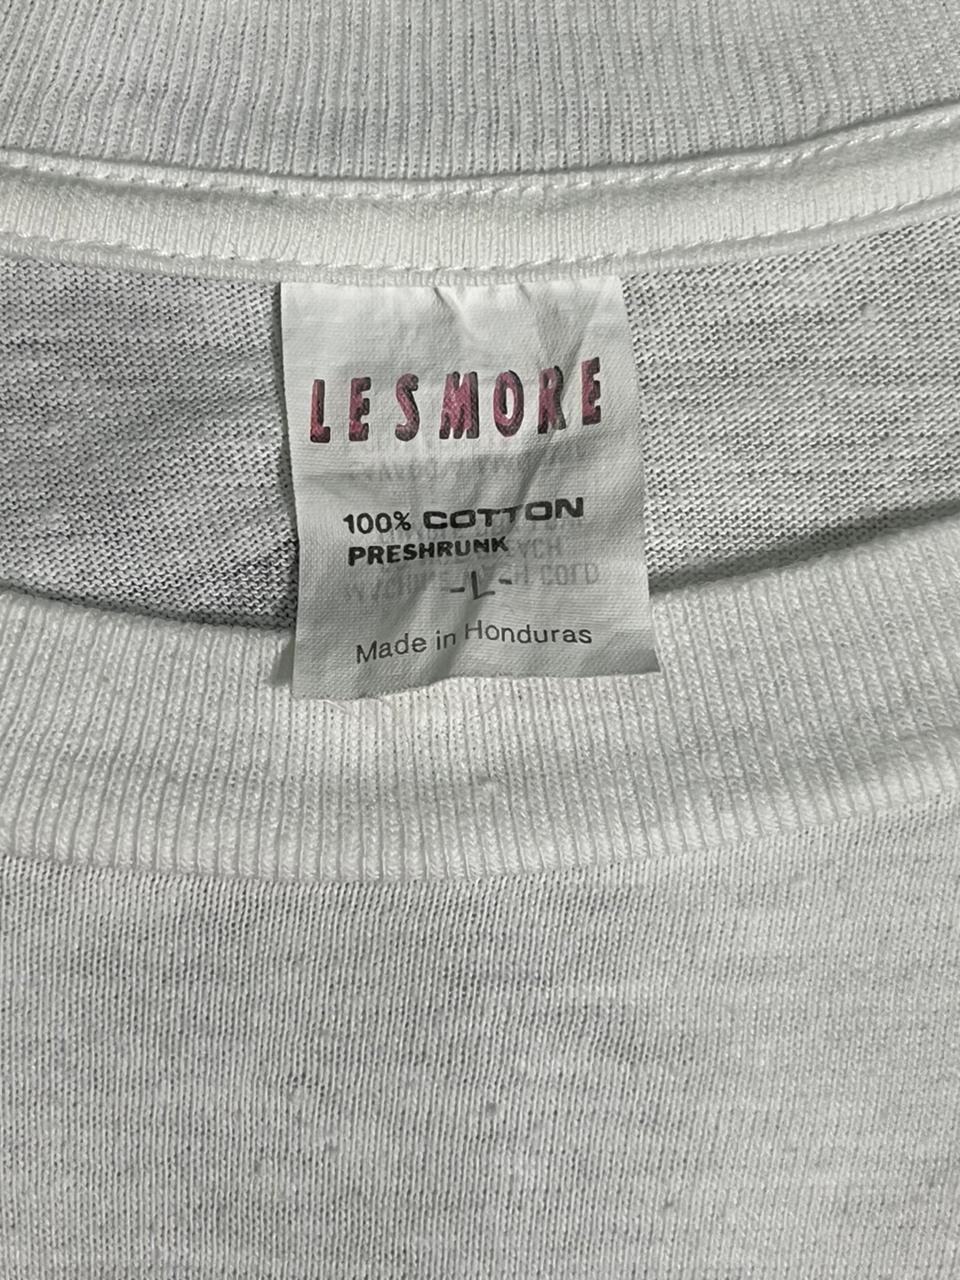 LESMORE
100% COTTON
PRESHRUNK
-L-
Made in Honduras